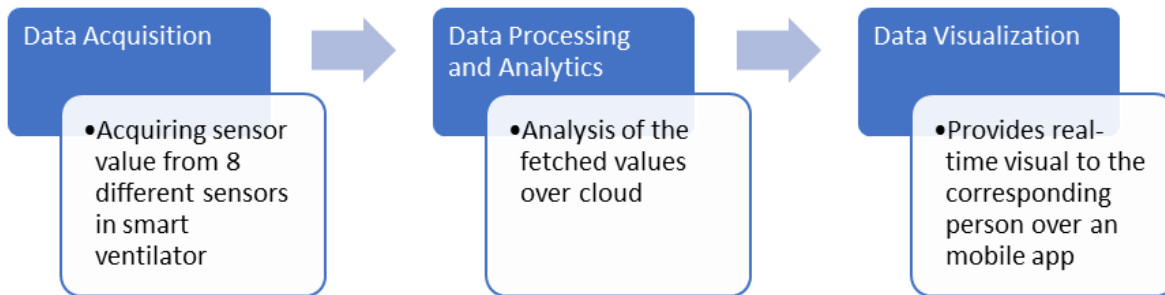 Data Acquisition
•Acquiring sensor
value from 8
different sensors
in smart
ventilator
Data Processing
and Analytics
•Analysis of the
fetched values
over cloud
Data Visualization
•Provides real-
time visual to the
corresponding
person over an
mobile app